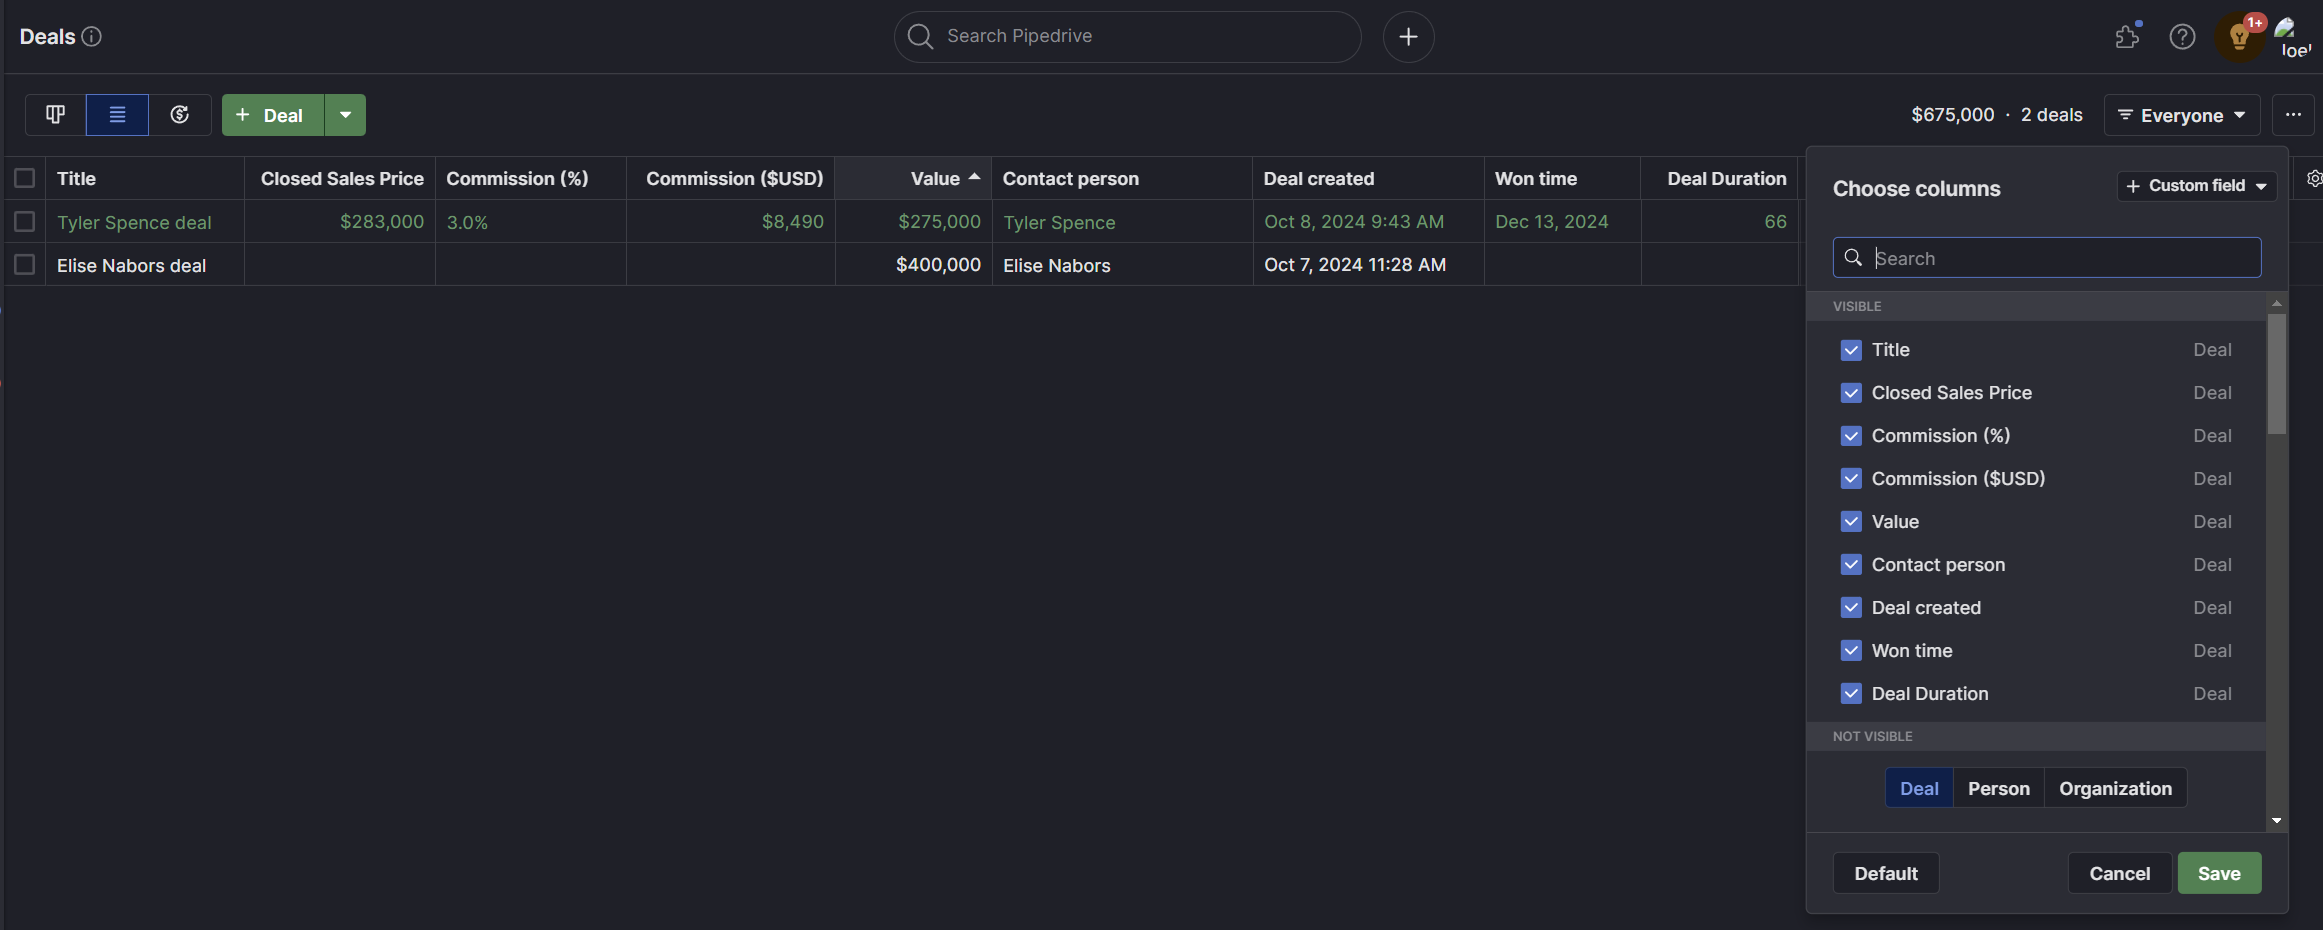 Deals
Search Pipedrive
1+
Joel
Deal
$675,000 · 2 deals
Everyone
Title Closed Sales Price Commission (%) Commission ($USD) Value Contact person Deal created Won time Deal Duration
Tyler Spence deal $283,000 3.0% $8,490 $275,000 Tyler Spence Oct 8, 2024 9:43 AM Dec 13, 2024 66
Elise Nabors deal $400,000 Elise Nabors Oct 7, 2024 11:28 AM
Choose columns
Custom field
Search
VISIBLE
Title Deal
Closed Sales Price Deal
Commission (%) Deal
Commission ($USD) Deal
Value Deal
Contact person Deal
Deal created Deal
Won time Deal
Deal Duration Deal
NOT VISIBLE
Deal Person Organization
Default Cancel Save